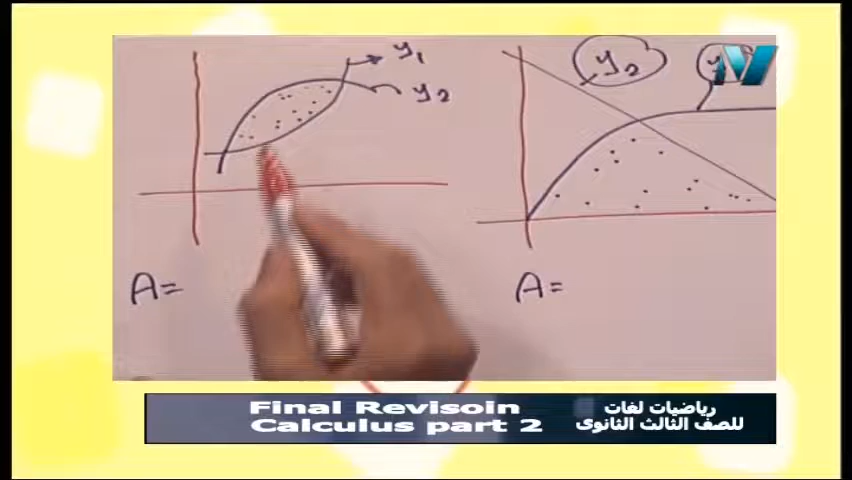 y₁
y₂
y₂
A=
A=
Final Revisoin
Calculus part 2
رياضيات لغات
للصف الثالث الثانوى